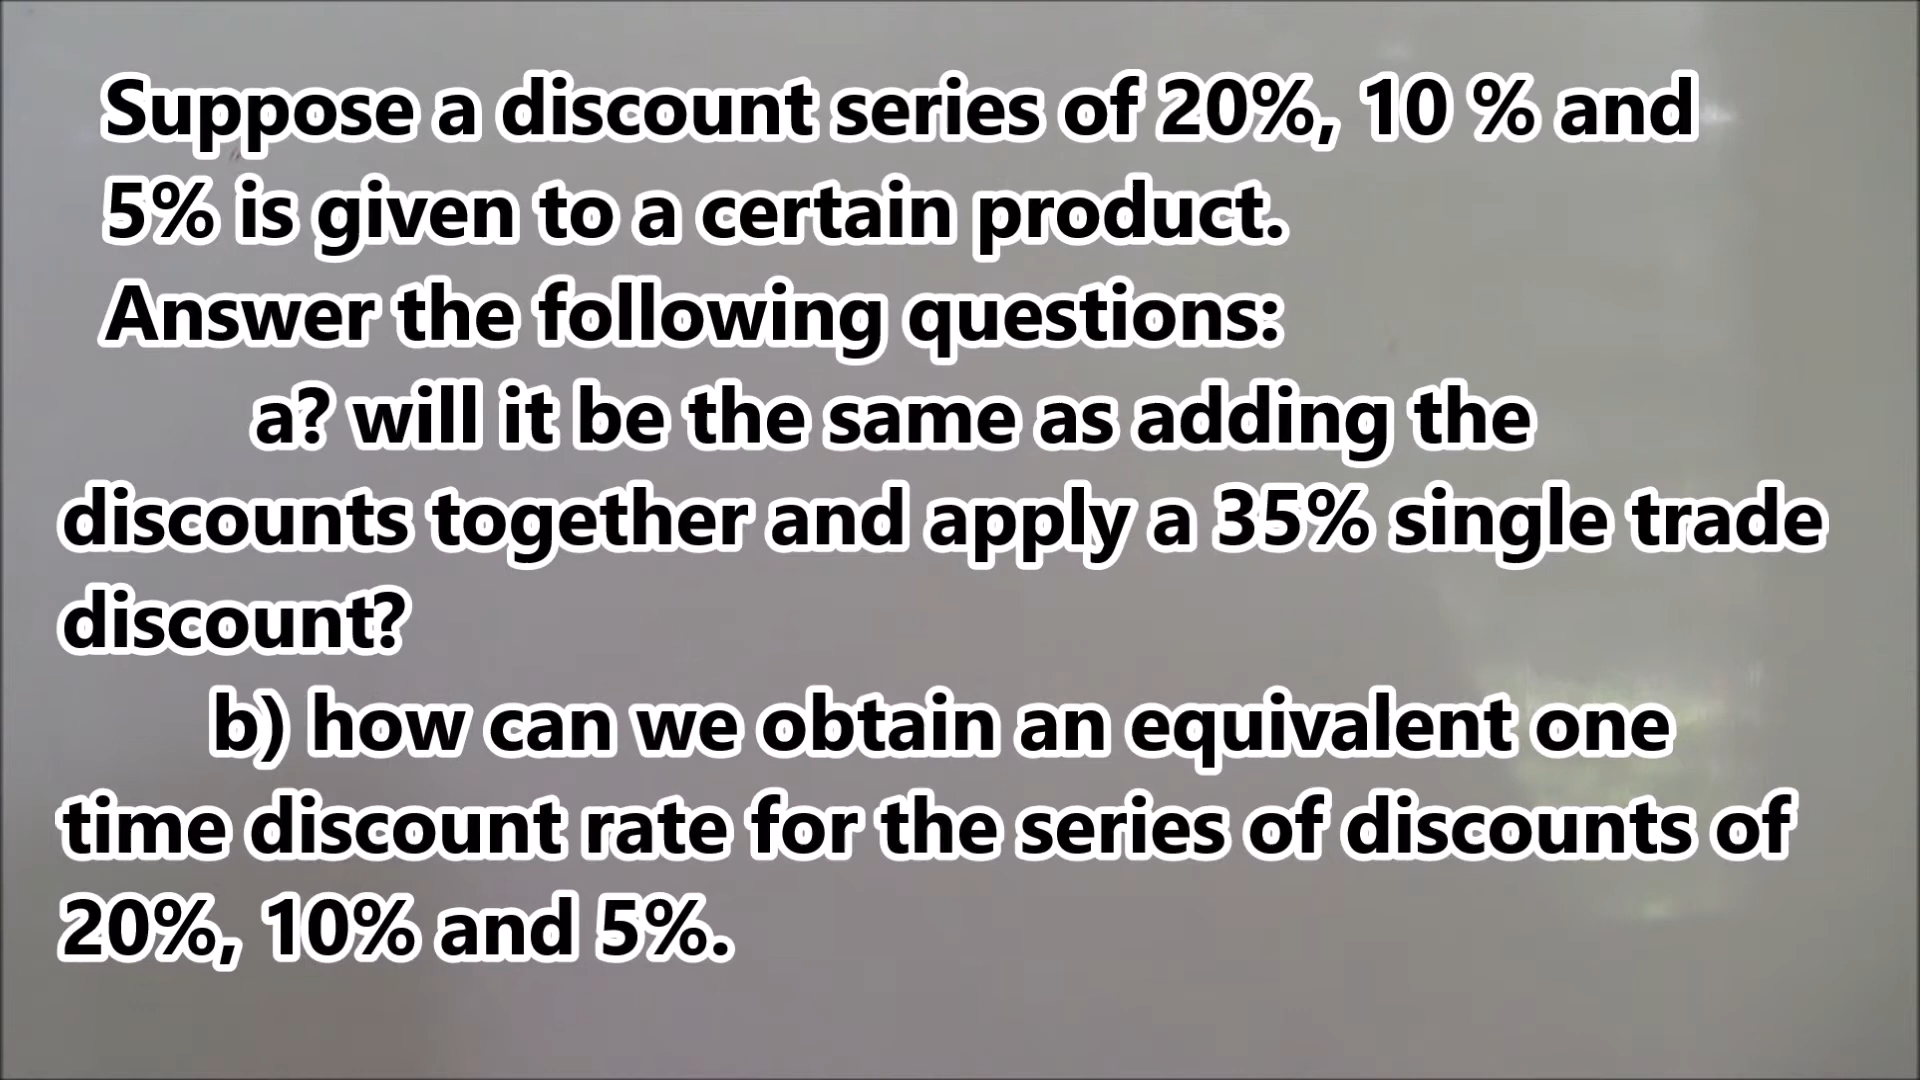 Suppose a discount series of 20%, 10 % and
5% is given to a certain product.
Answer the following questions:
a? will it be the same as adding the
discounts together and apply a 35% single trade
discount?
b) how can we obtain an equivalent one
time discount rate for the series of discounts of
20%, 10% and 5%.